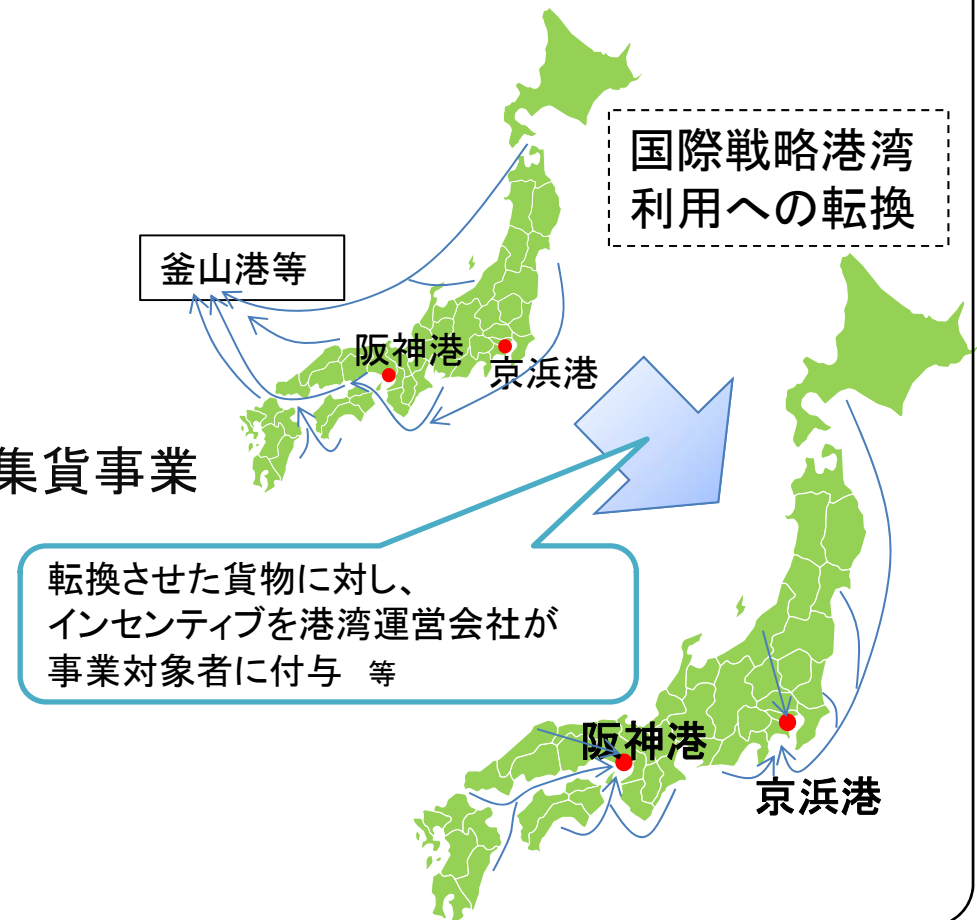 国際戦略港湾
利用への転換
釜山港等
阪神港
京浜港
集貨事業
転換させた貨物に対し、
インセンティブを港湾運営会社が
事業対象者に付与 等
阪神港
京浜港